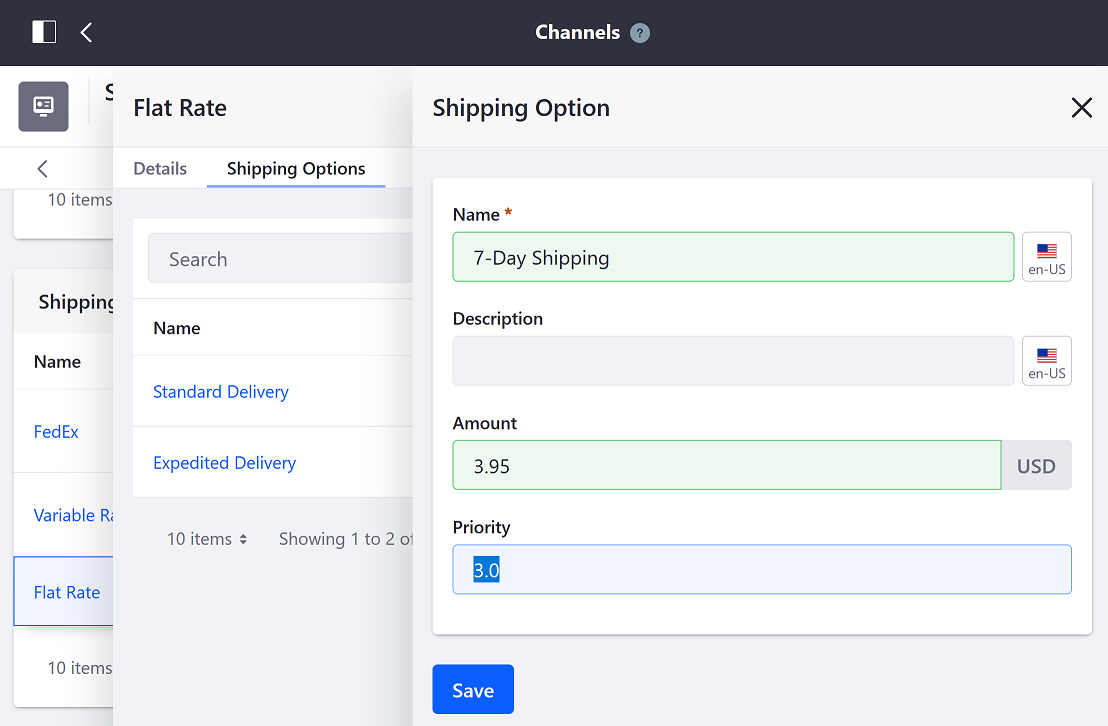 Channels ?
S
Flat Rate
Shipping Option
Details
Shipping Options
10 items
Search
Shipping
Name
FedEx
Variable Ra
Flat Rate
10 items
Name
Standard Delivery
Expedited Delivery
10 items
Showing 1 to 2 of
Name *
7-Day Shipping
en-US
Description
en-US
Amount
3.95
USD
Priority
3.0
Save